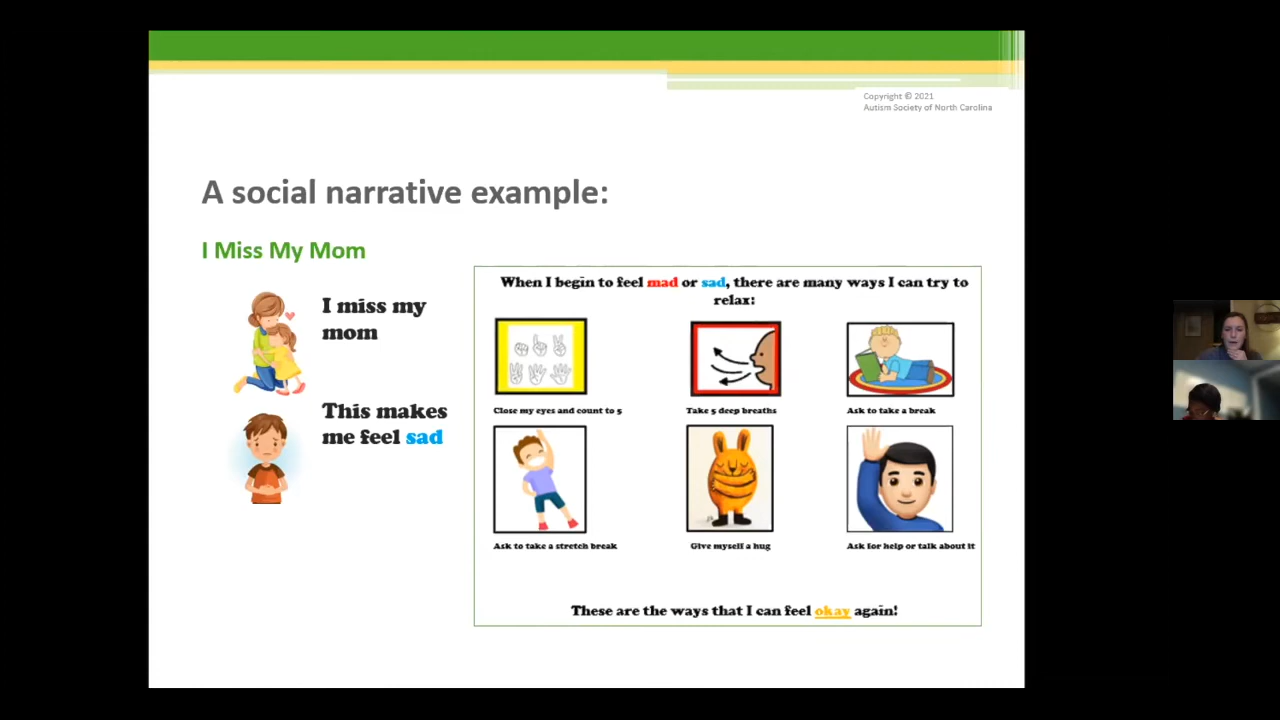 Copyright © 2021
Autism Society of North Carolina
A social narrative example:
I Miss My Mom
I miss my
mom
This makes
me feel sad
When I begin to feel mad or sad, there are many ways I can try to
relax:
Close my eyes and count to 5
Take 5 deep breaths
Ask to take a break
Ask to take a stretch break
Give myself a hug
Ask for help or talk about it
These are the ways that I can feel okay again!